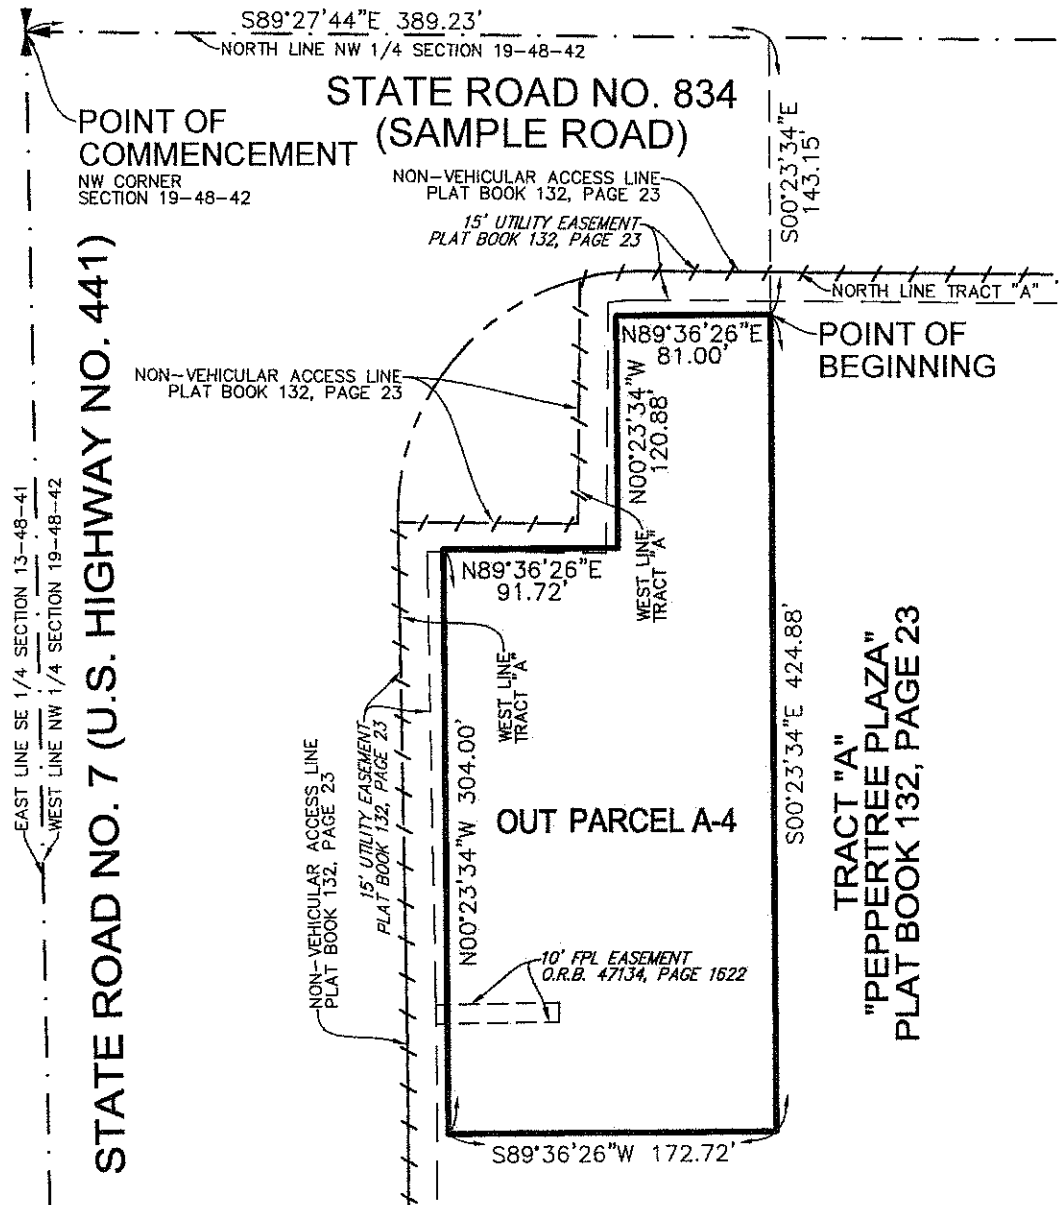 S89°27'44"E 389.23'
NORTH LINE NW 1/4 SECTION 19-48-42
STATE ROAD NO. 834
(SAMPLE ROAD)
POINT OF
COMMENCEMENT
NW CORNER
SECTION 19-48-42
S00°23'34"E
143.15'
NON-VEHICULAR ACCESS LINE
PLAT BOOK 132, PAGE 23
15' UTILITY EASEMENT
PLAT BOOK 132, PAGE 23
NORTH LINE TRACT "A"
N89°36'26"E
81.00'
POINT OF
BEGINNING
NON-VEHICULAR ACCESS LINE
PLAT BOOK 132, PAGE 23
N00°23'34"W
120.88'
WEST LINE
TRACT "A"
N89°36'26"E
91.72'
EAST LINE SE 1/4 SECTION 13-48-41
WEST LINE NW 1/4 SECTION 19-48-42
STATE ROAD NO. 7 (U.S. HIGHWAY NO. 441)
WEST LINE
TRACT "A"
15' UTILITY EASEMENT
PLAT BOOK 132, PAGE 23
NON-VEHICULAR ACCESS LINE
PLAT BOOK 132, PAGE 23
N00°23'34"W 304.00'
OUT PARCEL A-4
S00°23'34"E 424.88'
TRACT "A"
"PEPPERTREE PLAZA"
PLAT BOOK 132, PAGE 23
10' FPL EASEMENT
O.R.B. 47134, PAGE 1622
S89°36'26"W 172.72'